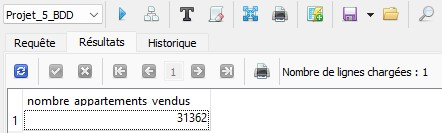 Projet_5_BDD
Requête Résultats Historique
1 Nombre de lignes chargées : 1
nombre appartements vendus
1 31362